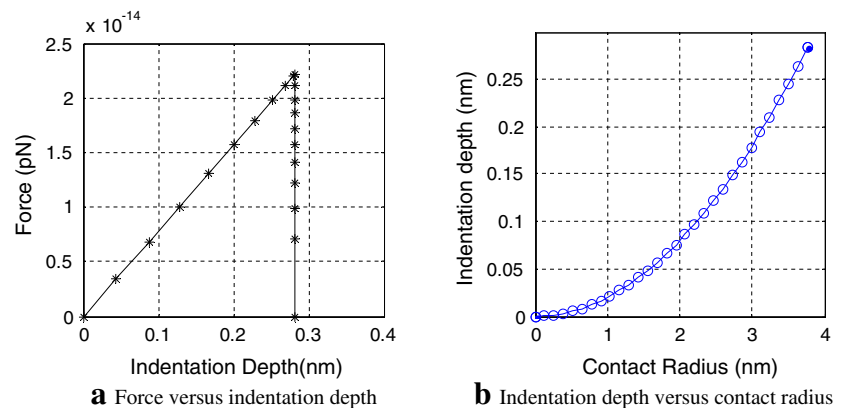 x 10^-14
2.5
2
1.5
1
0.5
0
Force (pN)
0 0.1 0.2 0.3 0.4
Indentation Depth(nm)
a Force versus indentation depth
0.25
0.2
0.15
0.1
0.05
0
Indentation depth (nm)
0 1 2 3 4
Contact Radius (nm)
b Indentation depth versus contact radius